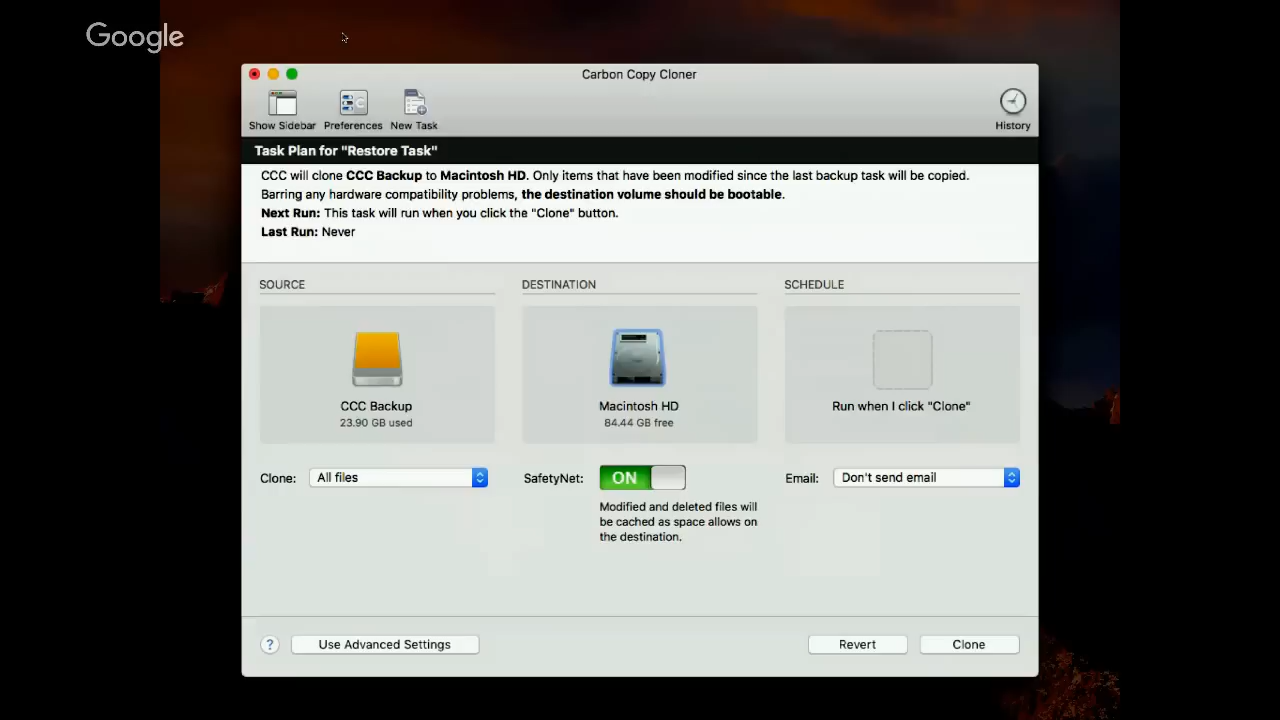 Google
Carbon Copy Cloner
Show Sidebar Preferences New Task History
Task Plan for "Restore Task"
CCC will clone CCC Backup to Macintosh HD. Only items that have been modified since the last backup task will be copied.
Barring any hardware compatibility problems, the destination volume should be bootable.
Next Run: This task will run when you click the "Clone" button.
Last Run: Never
SOURCE DESTINATION SCHEDULE
CCC Backup Macintosh HD Run when I click "Clone"
23.90 GB used 84.44 GB free
Clone: All files SafetyNet: ON Email: Don't send email
Modified and deleted files will
be cached as space allows on
the destination.
? Use Advanced Settings Revert Clone